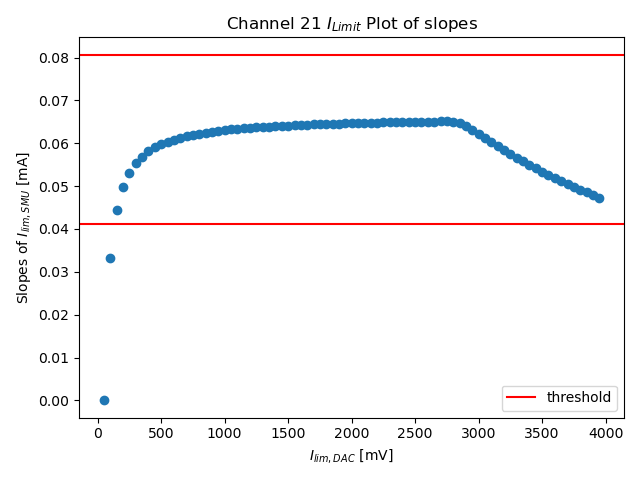 Channel 21 I_Limit Plot of slopes
Slopes of I_lim,SMU [mA]
0.08
0.07
0.06
0.05
0.04
0.03
0.02
0.01
0.00
threshold
0 500 1000 1500 2000 2500 3000 3500 4000
I_lim,DAC [mV]